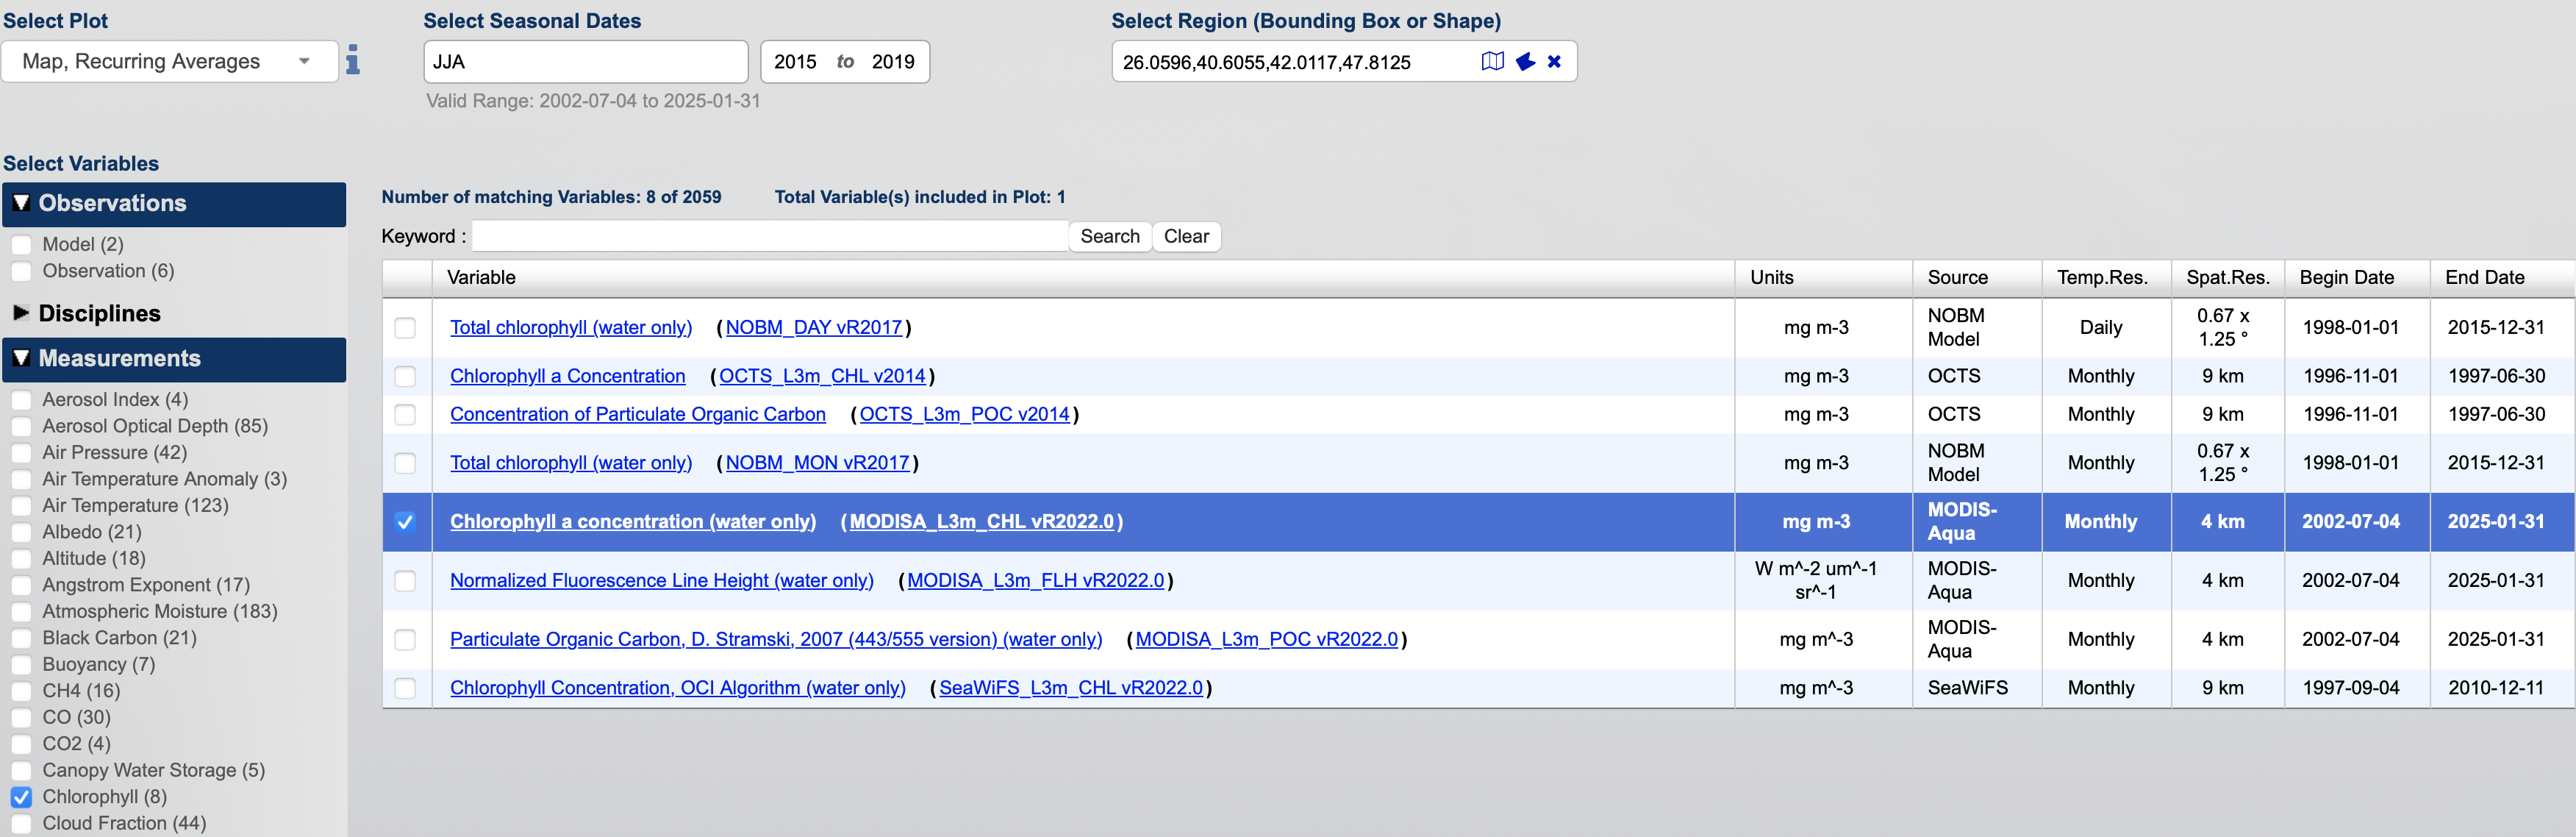 Select Plot
Map, Recurring Averages
Select Seasonal Dates
JJA
2015 to 2019
Valid Range: 2002-07-04 to 2025-01-31
Select Region (Bounding Box or Shape)
26.0596,40.6055,42.0117,47.8125
Select Variables
Observations
Model (2)
Observation (6)
Disciplines
Measurements
Aerosol Index (4)
Aerosol Optical Depth (85)
Air Pressure (42)
Air Temperature Anomaly (3)
Air Temperature (123)
Albedo (21)
Altitude (18)
Angstrom Exponent (17)
Atmospheric Moisture (183)
Black Carbon (21)
Buoyancy (7)
CH4 (16)
CO (30)
CO2 (4)
Canopy Water Storage (5)
Chlorophyll (8)
Cloud Fraction (44)
Number of matching Variables: 8 of 2059 Total Variable(s) included in Plot: 1
Keyword : Search Clear
Variable Units Source Temp.Res. Spat.Res. Begin Date End Date
Total chlorophyll (water only) (NOBM_DAY vR2017) mg m-3 NOBM Model Daily 0.67 x 1.25 ° 1998-01-01 2015-12-31
Chlorophyll a Concentration (OCTS_L3m_CHL v2014) mg m-3 OCTS Monthly 9 km 1996-11-01 1997-06-30
Concentration of Particulate Organic Carbon (OCTS_L3m_POC v2014) mg m-3 OCTS Monthly 9 km 1996-11-01 1997-06-30
Total chlorophyll (water only) (NOBM_MON vR2017) mg m-3 NOBM Model Monthly 0.67 x 1.25 ° 1998-01-01 2015-12-31
Chlorophyll a concentration (water only) (MODISA_L3m_CHL vR2022.0) mg m-3 MODIS-Aqua Monthly 4 km 2002-07-04 2025-01-31
Normalized Fluorescence Line Height (water only) (MODISA_L3m_FLH vR2022.0) W m^-2 um^-1 sr^-1 MODIS-Aqua Monthly 4 km 2002-07-04 2025-01-31
Particulate Organic Carbon, D. Stramski, 2007 (443/555 version) (water only) (MODISA_L3m_POC vR2022.0) mg m^-3 MODIS-Aqua Monthly 4 km 2002-07-04 2025-01-31
Chlorophyll Concentration, OCI Algorithm (water only) (SeaWiFS_L3m_CHL vR2022.0) mg m^-3 SeaWiFS Monthly 9 km 1997-09-04 2010-12-11